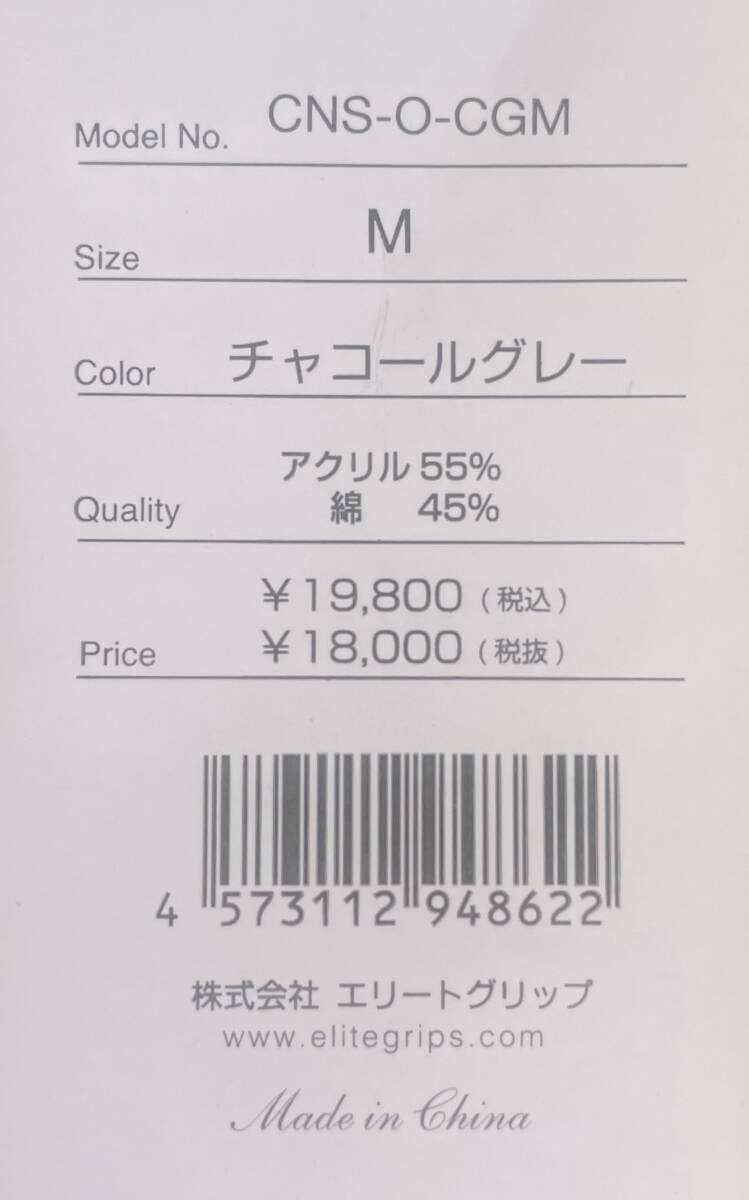 Model No. CNS-O-CGM
Size M
Color チャコールグレー
アクリル 55%
Quality 綿 45%
¥19,800 (税込)
Price ¥18,000 (税抜)
4 573112 948622
株式会社 エリートグリップ
www.elitegrips.com
Made in China